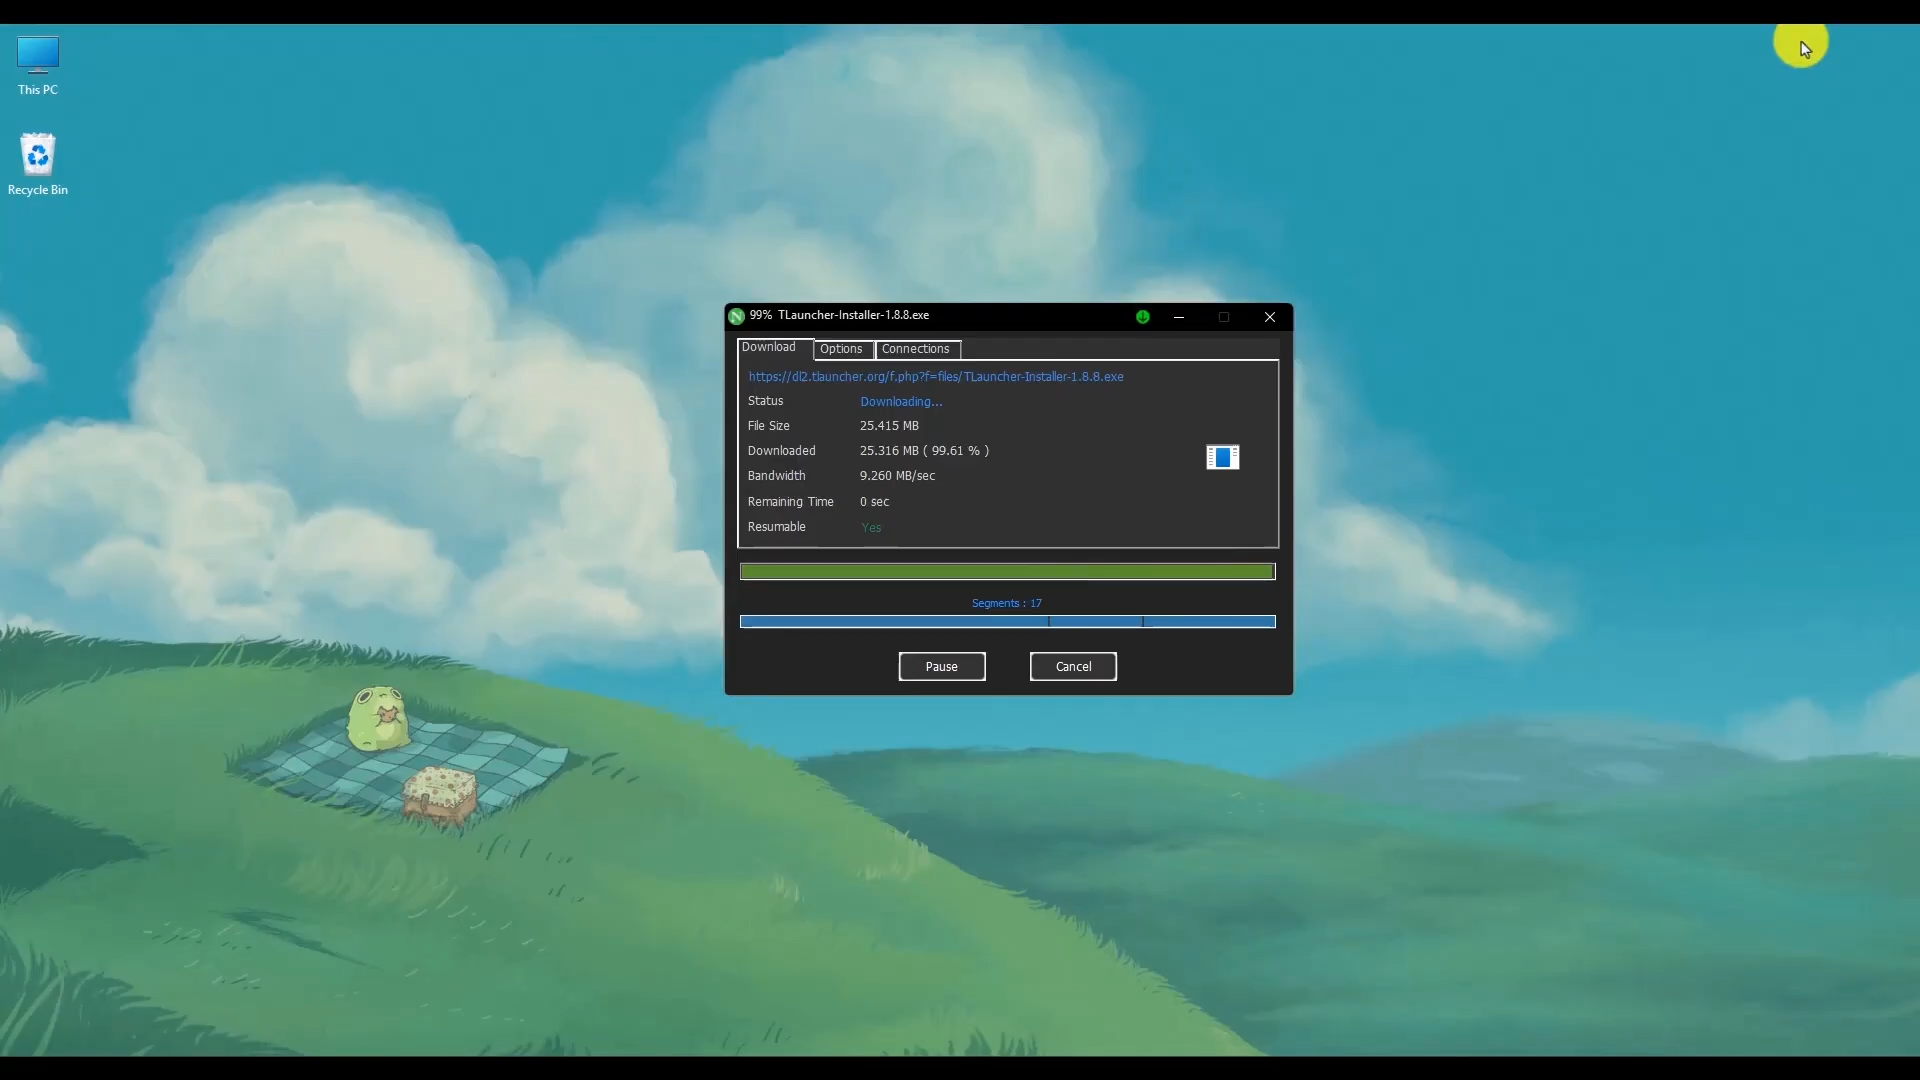 This PC
Recycle Bin
99% TLauncher-Installer-1.8.8.exe
Download Options Connections
https://dl2.tlauncher.org/f.php?f=files/TLauncher-Installer-1.8.8.exe
Status Downloading...
File Size 25.415 MB
Downloaded 25.316 MB ( 99.61 % )
Bandwidth 9.260 MB/sec
Remaining Time 0 sec
Resumable Yes
Segments : 17
Pause Cancel